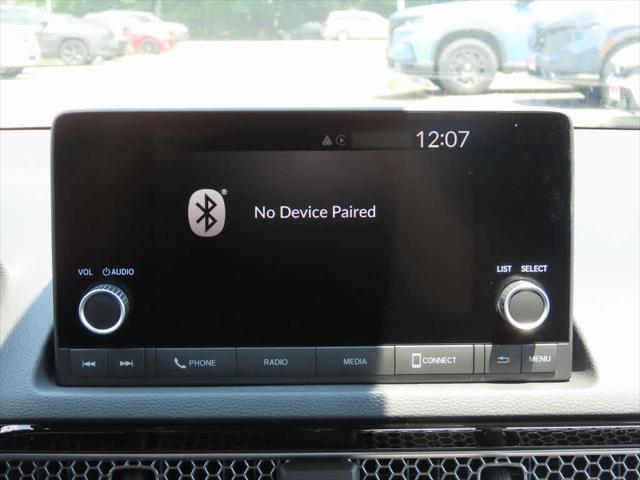 12:07
® No Device Paired
VOL AUDIO
LIST SELECT
PHONE RADIO MEDIA CONNECT MENU